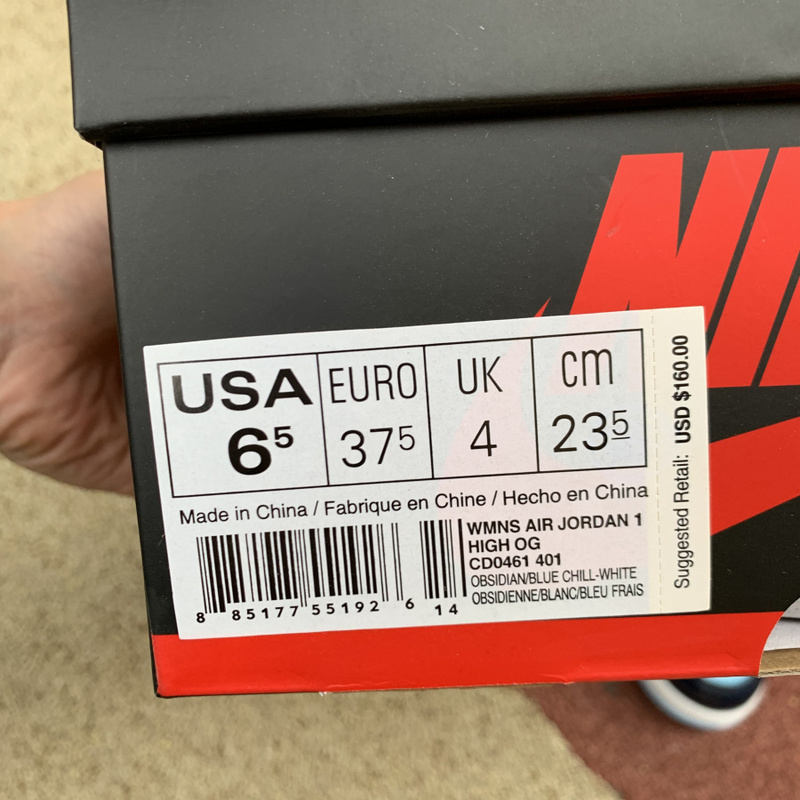 NI
USA EURO UK cm
6⁵ 37⁵ 4 23⁵
Made in China / Fabrique en Chine / Hecho en China
WMNS AIR JORDAN 1
HIGH OG
CD0461 401
OBSIDIAN/BLUE CHILL-WHITE
OBSIDIENNE/BLANC/BLEU FRAIS
8 85177 55192 6 14
Suggested Retail: USD $160.00